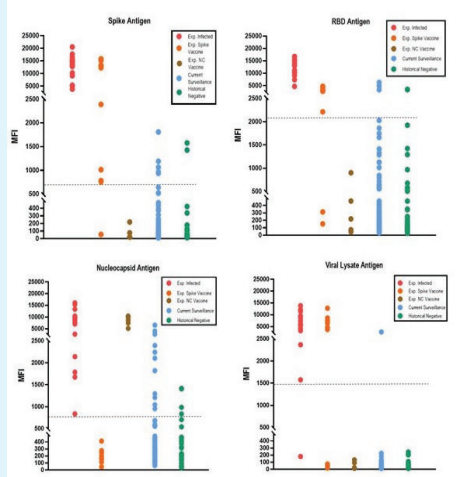 Spike Antigen
25000
20000
15000
10000
5000
2500
2000
1500
1000
500
400
300
200
100
0
MFI
Exp. Infected
Exp. Spike
Vaccine
Exp. NC
Vaccine
Current
Surveillance
Historical
Negative
RBD Antigen
25000
20000
15000
10000
5000
2500
2000
1500
1000
500
400
300
200
100
0
MFI
Exp. Infected
Exp. Spike Vaccine
Exp. NC Vaccine
Current Surveillance
Historical Negative
Nucleocapsid Antigen
25000
20000
15000
10000
5000
2500
2000
1500
1000
500
400
300
200
100
0
MFI
Exp. Infected
Exp. Spike Vaccine
Exp. NC Vaccine
Current Surveillance
Historical Negative
Viral Lysate Antigen
25000
20000
15000
10000
5000
2500
2000
1500
1000
500
400
300
200
100
0
MFI
Exp. Infected
Exp. Spike Vaccine
Exp. NC Vaccine
Current Surveillance
Historical Negative